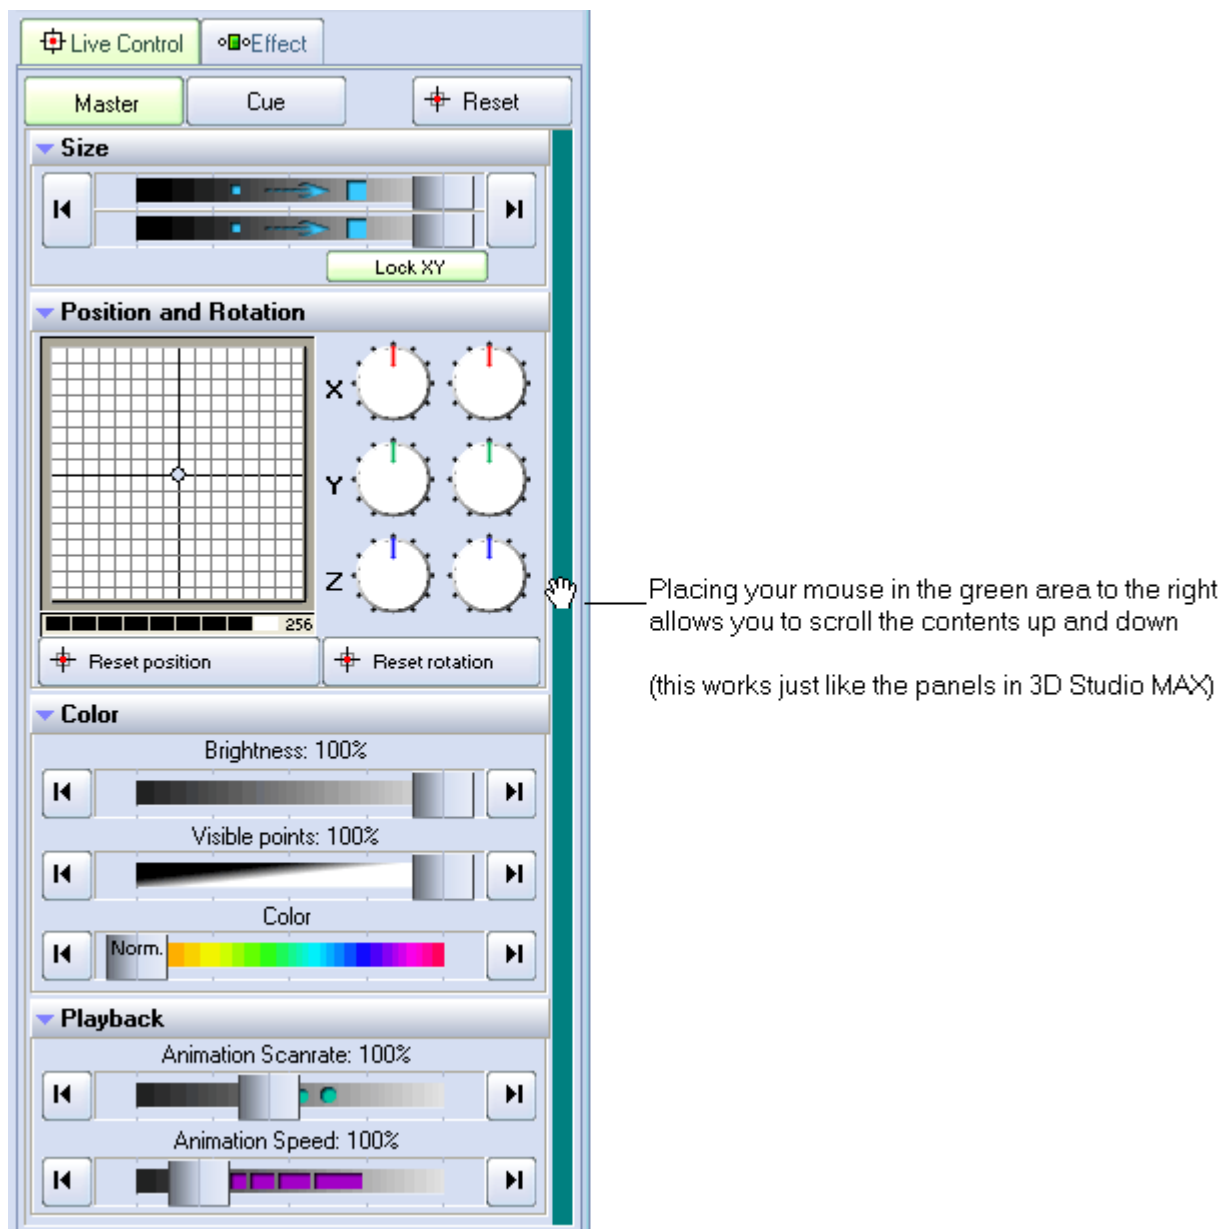 Live Control
Effect
Master
Cue
Reset
Size
Lock XY
Position and Rotation
X
Y
Z
256
Reset position
Reset rotation
Placing your mouse in the green area to the right
allows you to scroll the contents up and down
(this works just like the panels in 3D Studio MAX)
Color
Brightness: 100%
Visible points: 100%
Color
Norm.
Playback
Animation Scanrate: 100%
Animation Speed: 100%